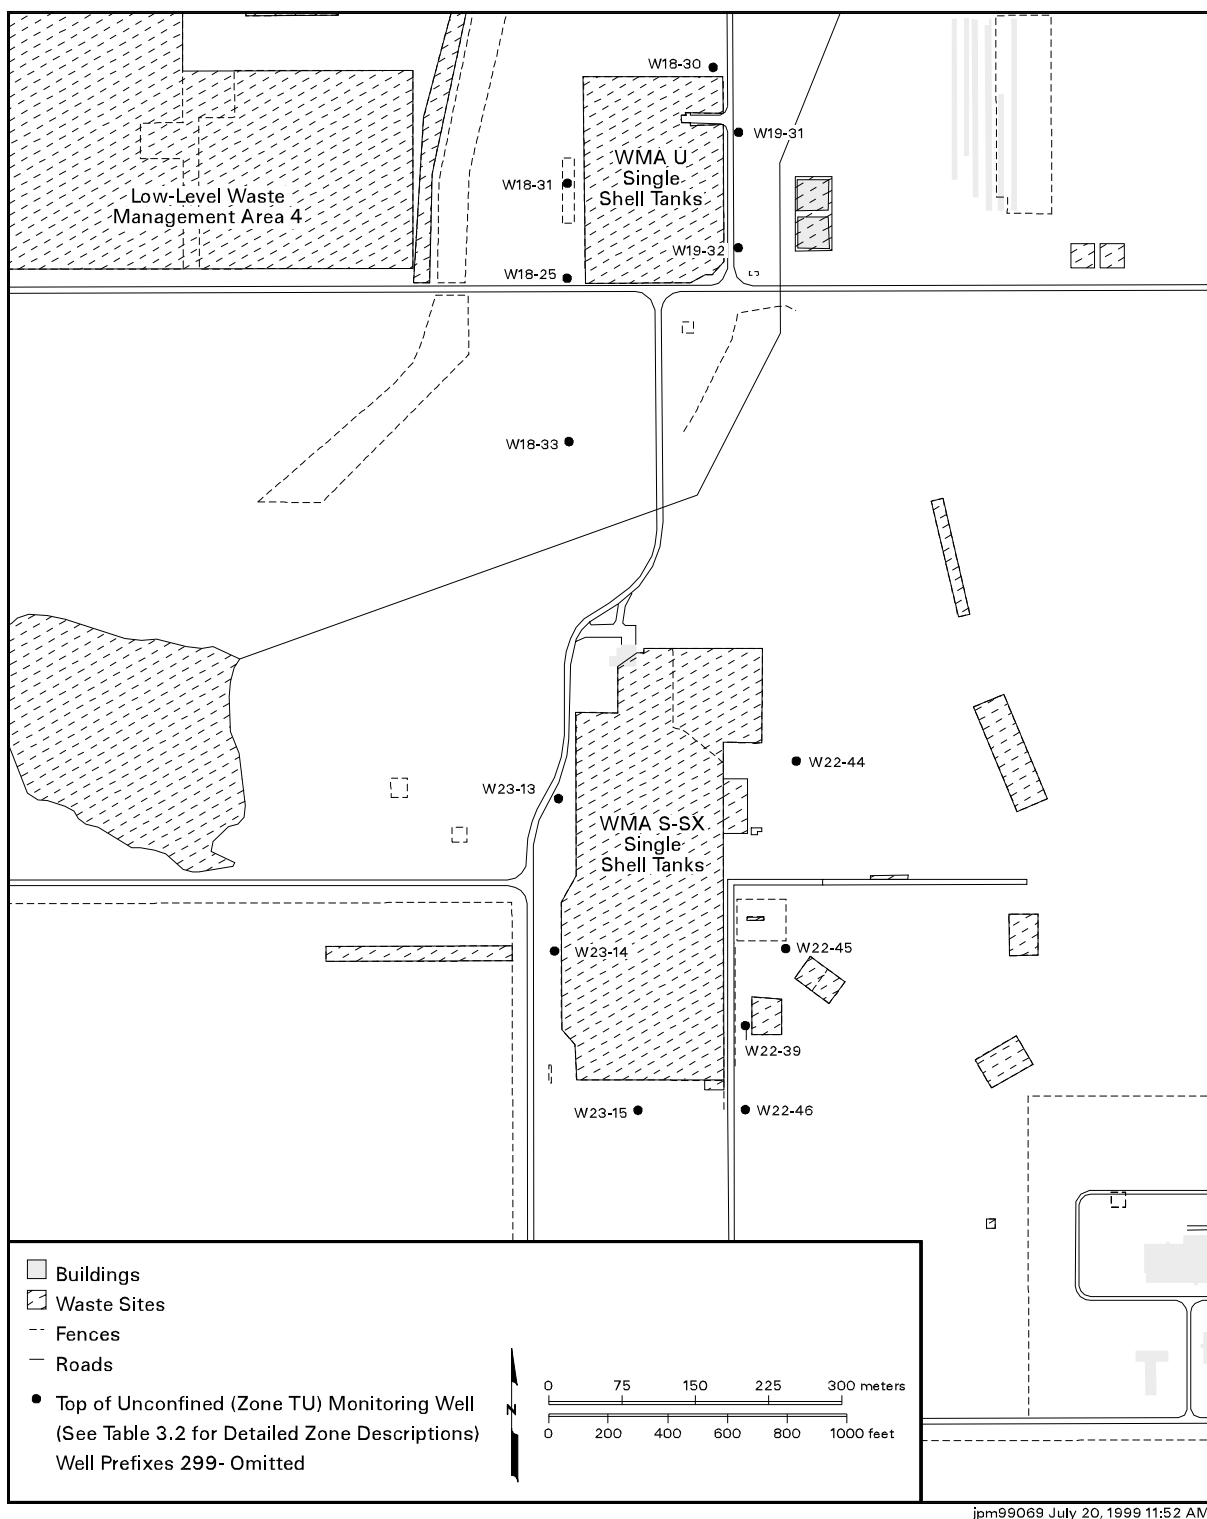 W18-30
W19-31
WMA U
Single
Shell Tanks
W18-31
Low-Level Waste
Management Area 4
W19-32
W18-25
W18-33
W22-44
W23-13
WMA S-SX
Single
Shell Tanks
W22-45
W23-14
W22-39
W23-15
W22-46
Buildings
Waste Sites
Fences
Roads
Top of Unconfined (Zone TU) Monitoring Well
(See Table 3.2 for Detailed Zone Descriptions)
Well Prefixes 299- Omitted
N
0 75 150 225 300 meters
0 200 400 600 800 1000 feet
jpm99069 July 20, 1999 11:52 AM